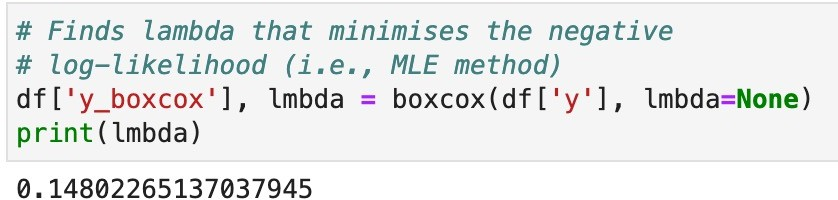 # Finds lambda that minimises the negative
# log-likelihood (i.e., MLE method)
df['y_boxcox'], lmbda = boxcox(df['y'], lmbda=None)
print(lmbda)
0.14802265137037945